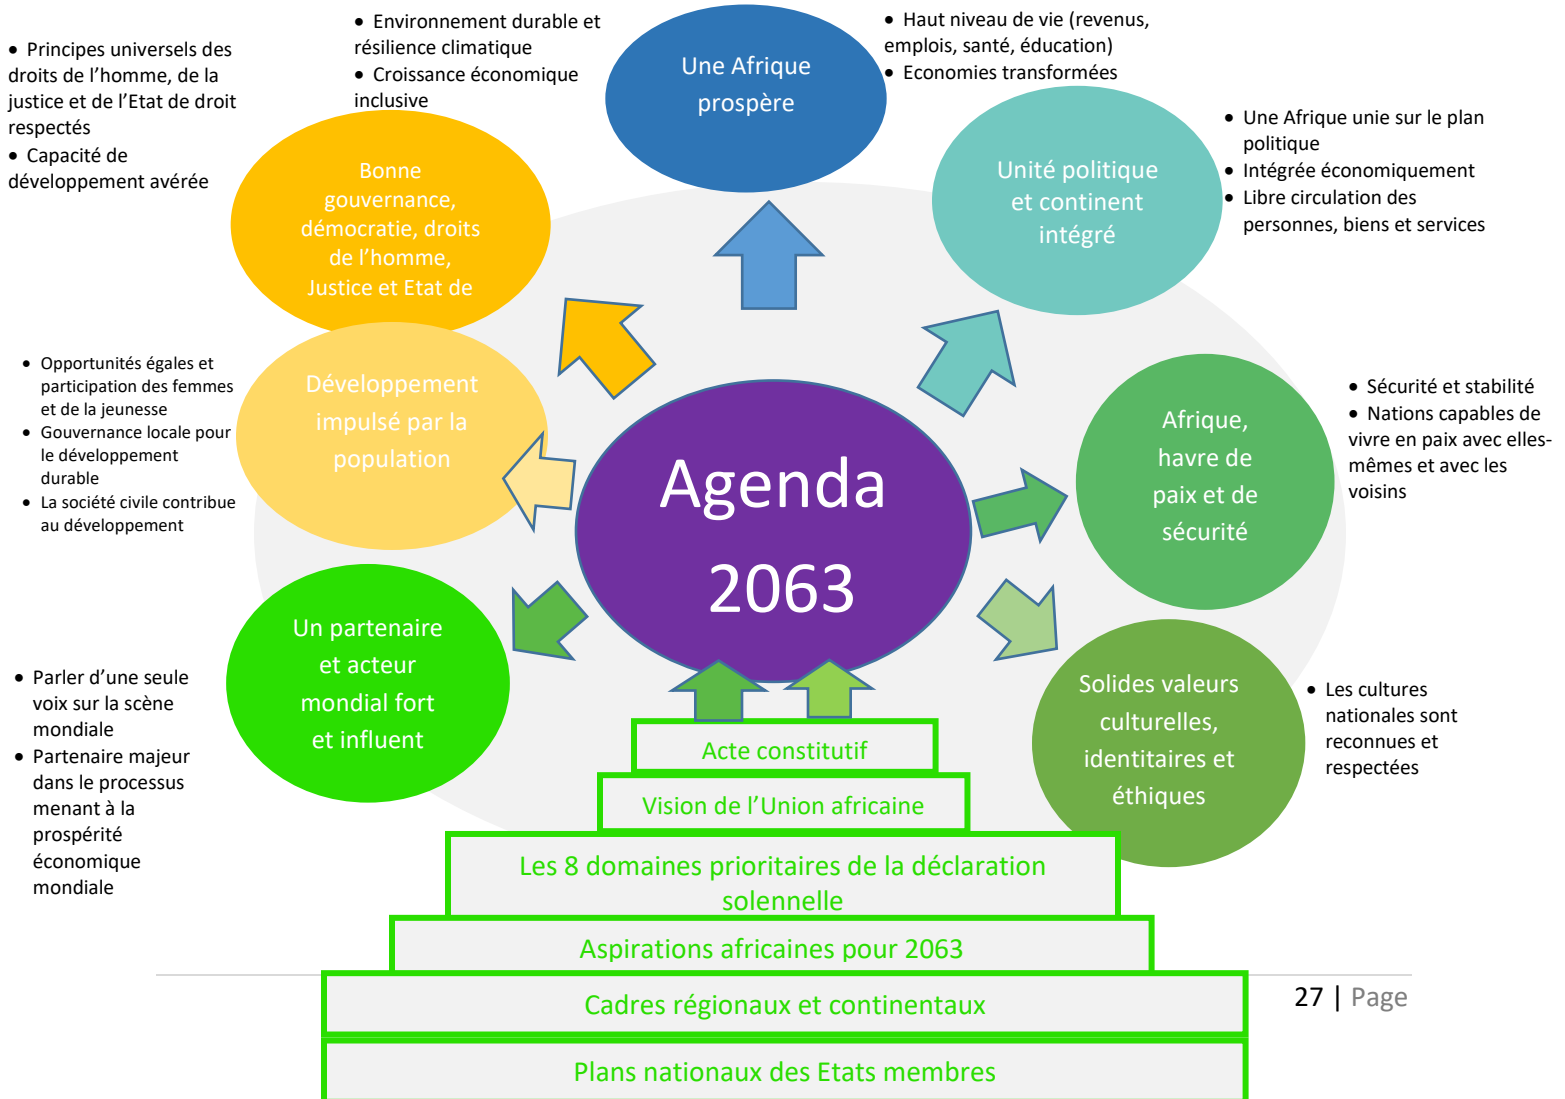 • Principes universels des
droits de l’homme, de la
justice et de l’Etat de droit
respectés
• Capacité de
développement avérée
• Environnement durable et
résilience climatique
• Croissance économique
inclusive
Une Afrique
prospère
• Haut niveau de vie (revenus,
emplois, santé, éducation)
• Economies transformées
Bonne
gouvernance,
démocratie, droits
de l’homme,
Justice et Etat de
Unité politique
et continent
intégré
• Une Afrique unie sur le plan
politique
• Intégrée économiquement
• Libre circulation des
personnes, biens et services
• Opportunités égales et
participation des femmes
et de la jeunesse
• Gouvernance locale pour
le développement
durable
• La société civile contribue
au développement
Développement
impulsé par la
population
Agenda
2063
Afrique,
havre de
paix et de
sécurité
• Sécurité et stabilité
• Nations capables de
vivre en paix avec elles-
mêmes et avec les
voisins
Un partenaire
et acteur
mondial fort
et influent
• Parler d’une seule
voix sur la scène
mondiale
• Partenaire majeur
dans le processus
menant à la
prospérité
économique
mondiale
Solides valeurs
culturelles,
identitaires et
éthiques
• Les cultures
nationales sont
reconnues et
respectées
Acte constitutif
Vision de l’Union africaine
Les 8 domaines prioritaires de la déclaration
solennelle
Aspirations africaines pour 2063
Cadres régionaux et continentaux
27 | Page
Plans nationaux des Etats membres